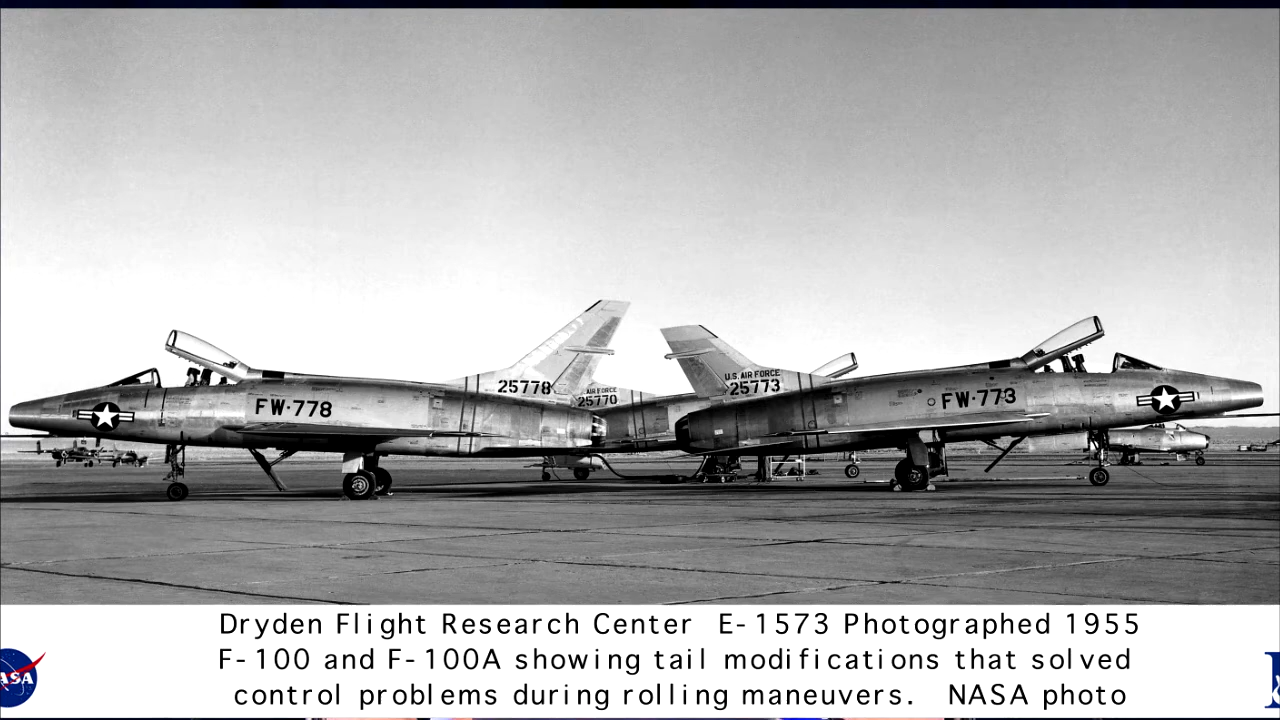 25778
AIR FORCE
25770
U.S. AIR FORCE
25773
FW-778
FW-773
Dryden Flight Research Center E-1573 Photographed 1955
F-100 and F-100A showing tail modifications that solved
control problems during rolling maneuvers. NASA photo